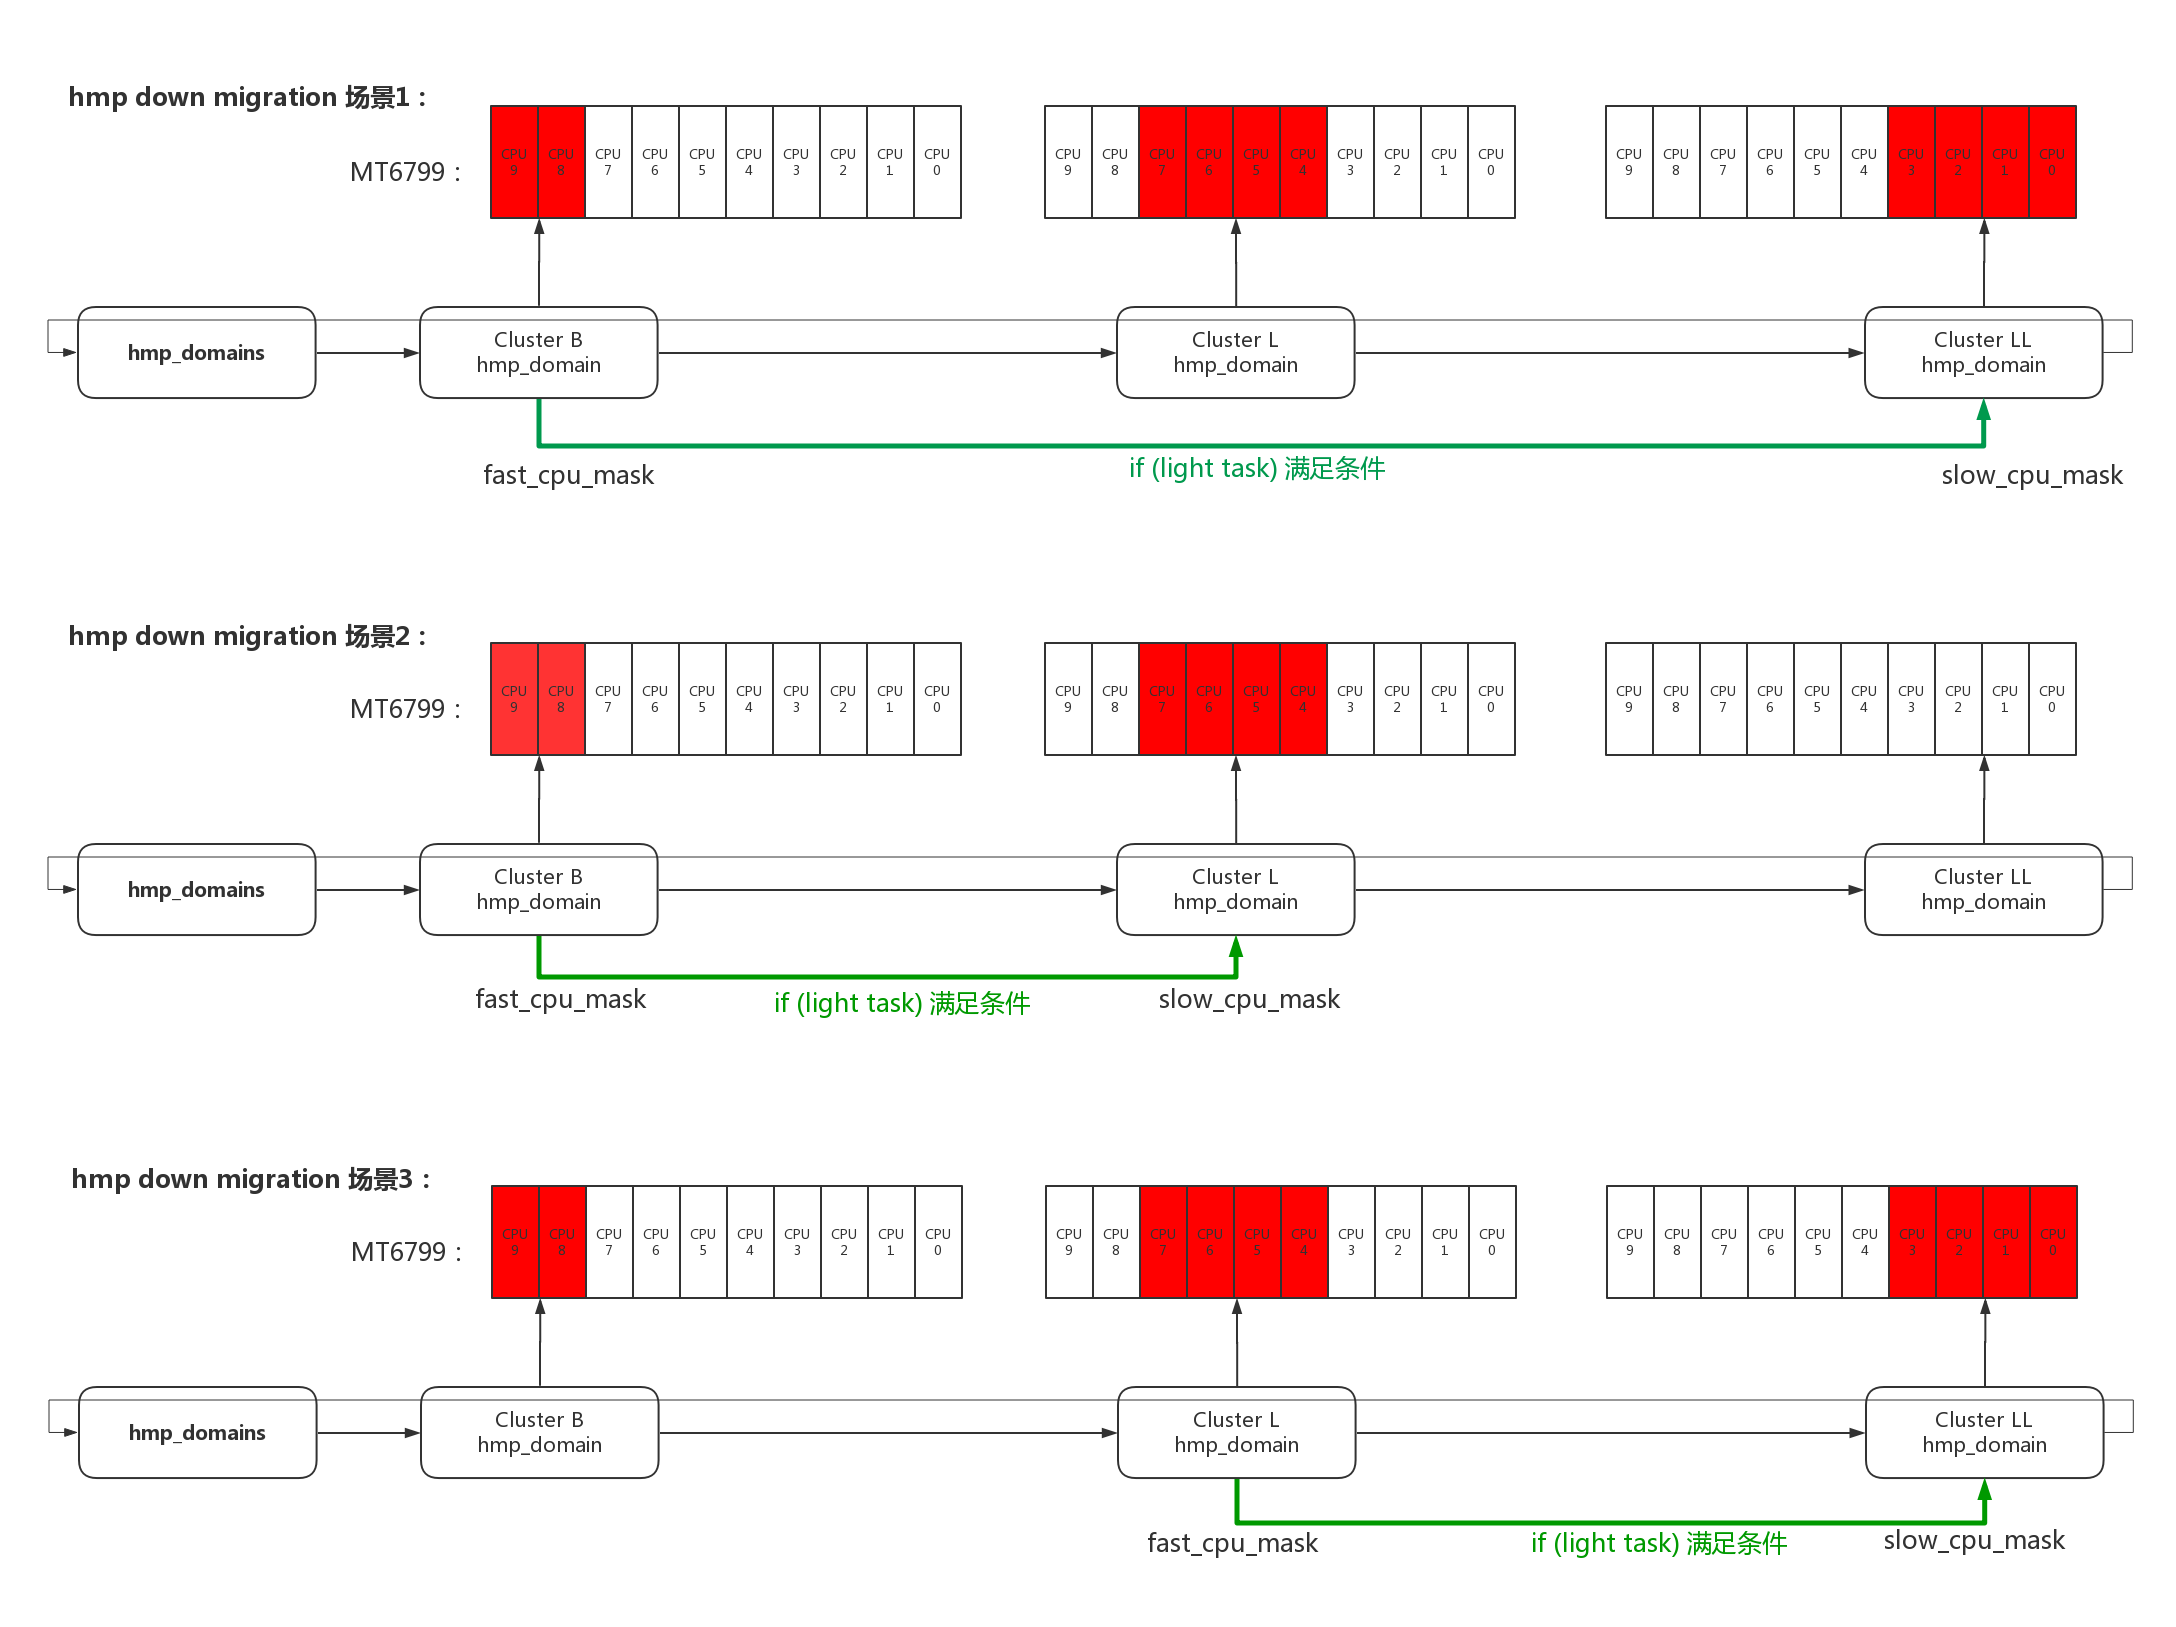 hmp down migration 场景1：
MT6799：
CPU 9 CPU 8 CPU 7 CPU 6 CPU 5 CPU 4 CPU 3 CPU 2 CPU 1 CPU 0
CPU 9 CPU 8 CPU 7 CPU 6 CPU 5 CPU 4 CPU 3 CPU 2 CPU 1 CPU 0
CPU 9 CPU 8 CPU 7 CPU 6 CPU 5 CPU 4 CPU 3 CPU 2 CPU 1 CPU 0
hmp_domains
Cluster B
hmp_domain
Cluster L
hmp_domain
Cluster LL
hmp_domain
fast_cpu_mask
if (light task) 满足条件
slow_cpu_mask
hmp down migration 场景2：
MT6799：
CPU 9 CPU 8 CPU 7 CPU 6 CPU 5 CPU 4 CPU 3 CPU 2 CPU 1 CPU 0
CPU 9 CPU 8 CPU 7 CPU 6 CPU 5 CPU 4 CPU 3 CPU 2 CPU 1 CPU 0
CPU 9 CPU 8 CPU 7 CPU 6 CPU 5 CPU 4 CPU 3 CPU 2 CPU 1 CPU 0
hmp_domains
Cluster B
hmp_domain
Cluster L
hmp_domain
Cluster LL
hmp_domain
fast_cpu_mask
if (light task) 满足条件
slow_cpu_mask
hmp down migration 场景3：
MT6799：
CPU 9 CPU 8 CPU 7 CPU 6 CPU 5 CPU 4 CPU 3 CPU 2 CPU 1 CPU 0
CPU 9 CPU 8 CPU 7 CPU 6 CPU 5 CPU 4 CPU 3 CPU 2 CPU 1 CPU 0
CPU 9 CPU 8 CPU 7 CPU 6 CPU 5 CPU 4 CPU 3 CPU 2 CPU 1 CPU 0
hmp_domains
Cluster B
hmp_domain
Cluster L
hmp_domain
Cluster LL
hmp_domain
fast_cpu_mask
if (light task) 满足条件
slow_cpu_mask